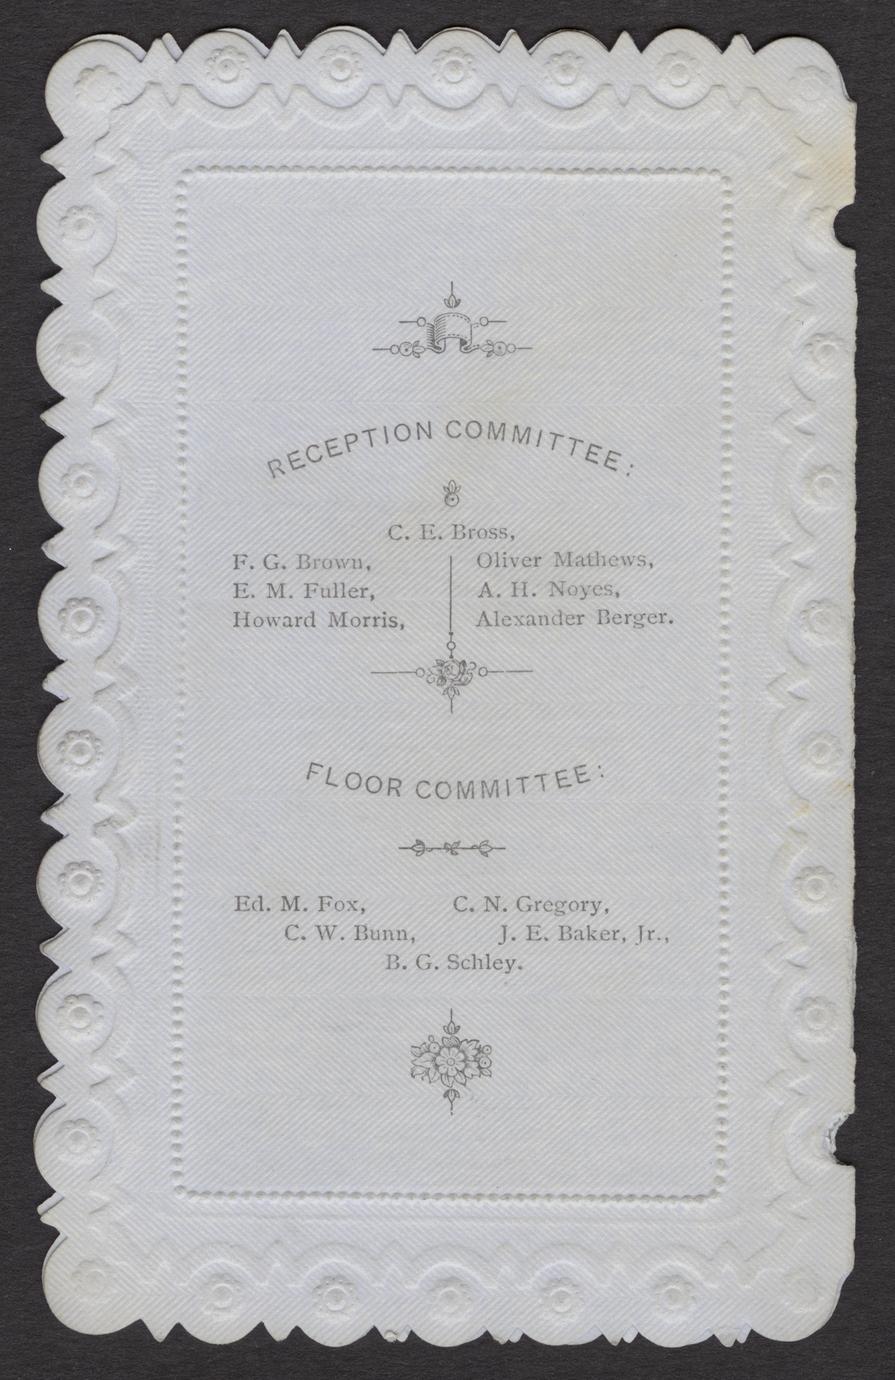 RECEPTION COMMITTEE:
C. E. Bross,
F. G. Brown, Oliver Mathews,
E. M. Fuller, A. H. Noyes,
Howard Morris, Alexander Berger.
FLOOR COMMITTEE:
Ed. M. Fox, C. N. Gregory,
C. W. Bunn, J. E. Baker, Jr.,
B. G. Schley.